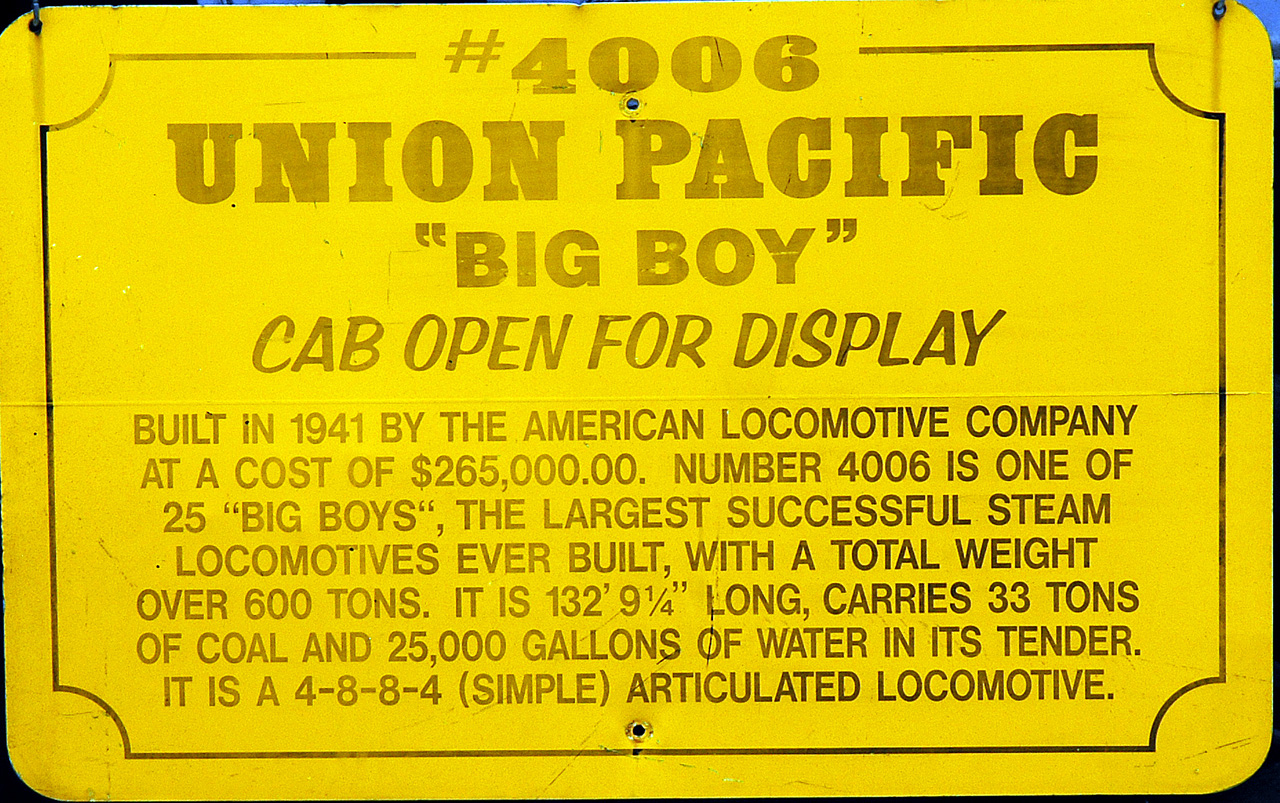 #4006
UNION PACIFIC
“BIG BOY”
CAB OPEN FOR DISPLAY
BUILT IN 1941 BY THE AMERICAN LOCOMOTIVE COMPANY
AT A COST OF $265,000.00. NUMBER 4006 IS ONE OF
25 “BIG BOYS“, THE LARGEST SUCCESSFUL STEAM
LOCOMOTIVES EVER BUILT, WITH A TOTAL WEIGHT
OVER 600 TONS. IT IS 132’ 9¼” LONG, CARRIES 33 TONS
OF COAL AND 25,000 GALLONS OF WATER IN ITS TENDER.
IT IS A 4-8-8-4 (SIMPLE) ARTICULATED LOCOMOTIVE.